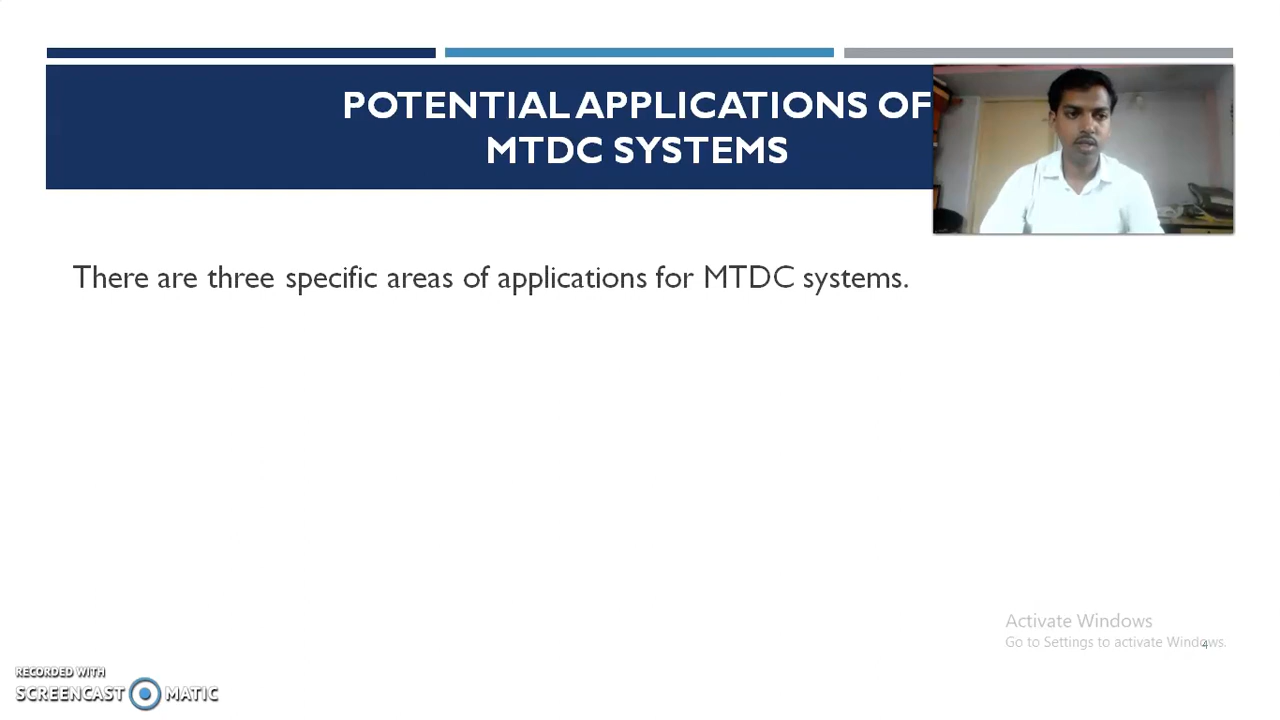 POTENTIAL APPLICATIONS OF
MTDC SYSTEMS
There are three specific areas of applications for MTDC systems.
Activate Windows
Go to Settings to activate Windows.
4
RECORDED WITH
SCREENCAST MATIC